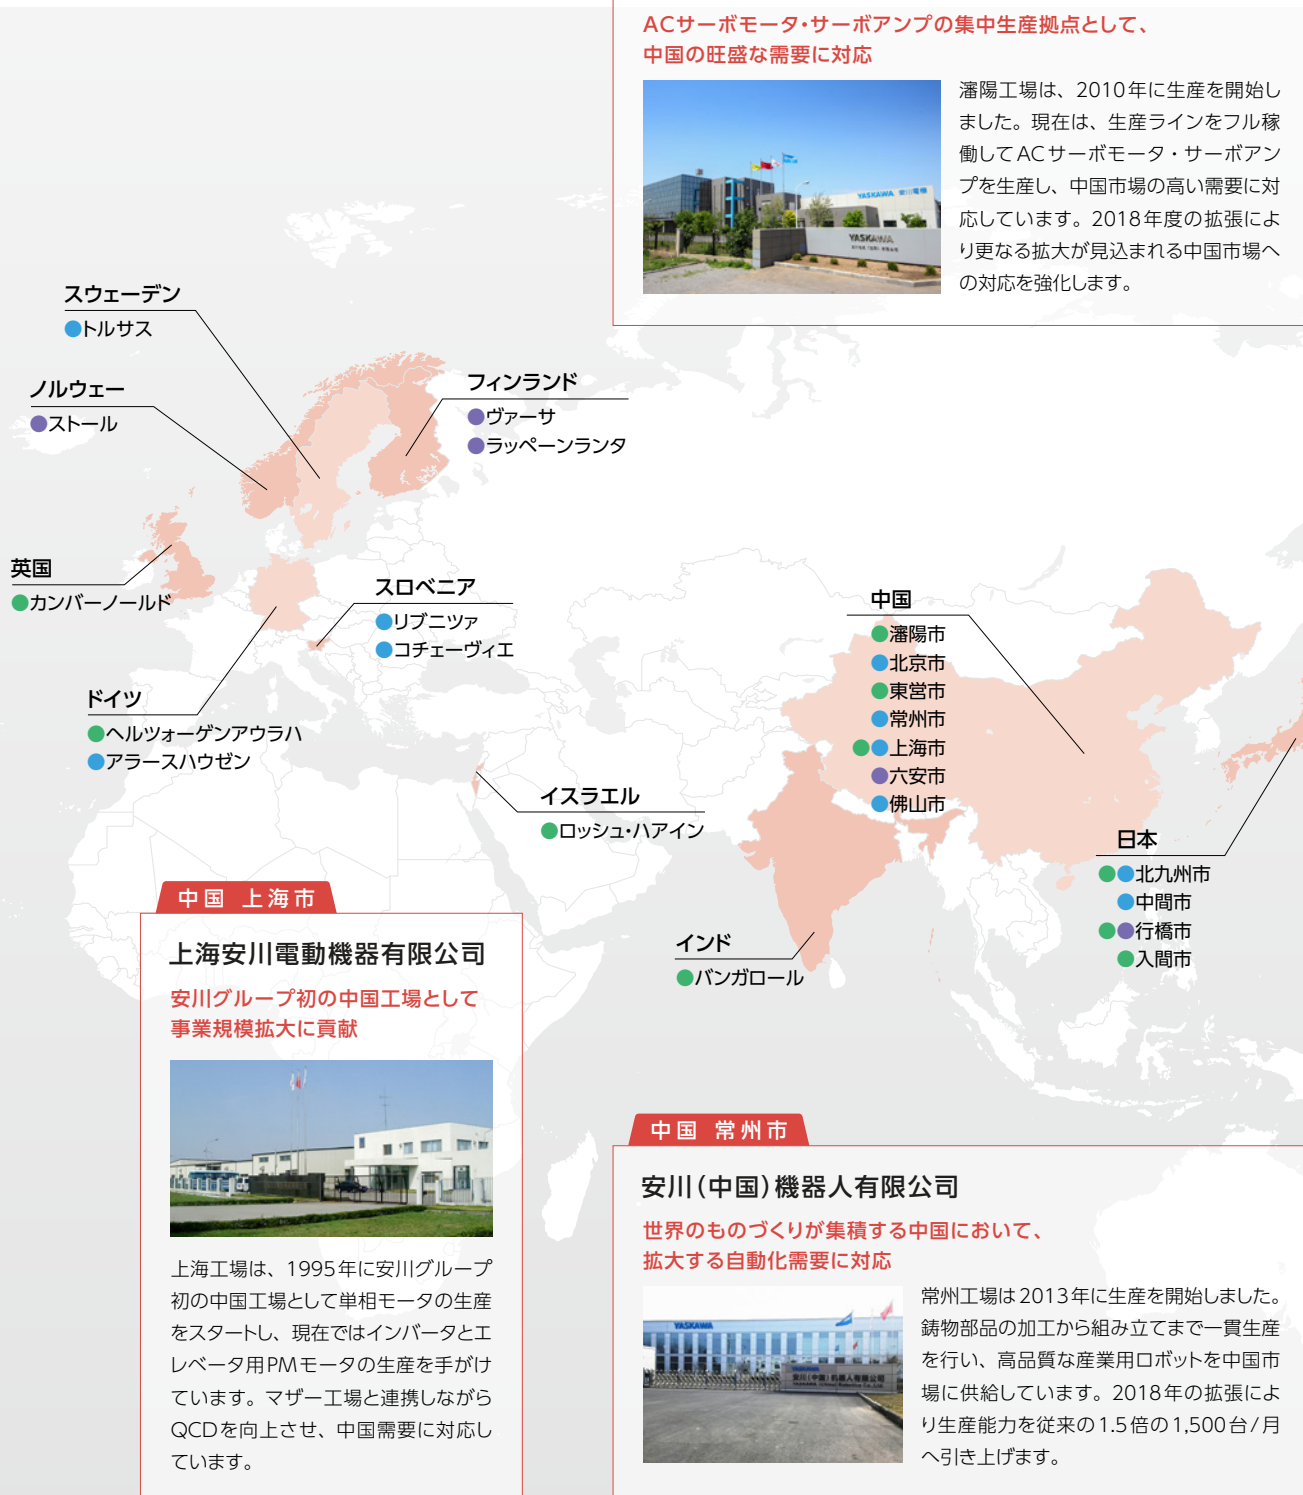 ACサーボモータ・サーボアンプの集中生産拠点として、
中国の旺盛な需要に対応
瀋陽工場は、2010年に生産を開始し
ました。現在は、生産ラインをフル稼
働してACサーボモータ・サーボアン
プを生産し、中国市場の高い需要に対
応しています。2018年度の拡張によ
り更なる拡大が見込まれる中国市場へ
の対応を強化します。
YASKAWA 安川電機
YASKAWA
スウェーデン
●トルサス
ノルウェー
●ストール
フィンランド
●ヴァーサ
●ラッペーンランタ
英国
●カンバーノールド
スロベニア
●リブニツァ
●コチェーヴィエ
ドイツ
●ヘルツォーゲンアウラハ
●アラースハウゼン
イスラエル
●ロッシュ・ハアイン
中国
●瀋陽市
●北京市
●東営市
●常州市
●●上海市
●六安市
●佛山市
日本
●●北九州市
●中間市
●●行橋市
●入間市
インド
●バンガロール
中国 上海市
上海安川電動機器有限公司
安川グループ初の中国工場として
事業規模拡大に貢献
上海工場は、1995年に安川グループ
初の中国工場として単相モータの生産
をスタートし、現在ではインバータとエ
レベータ用PMモータの生産を手がけ
ています。マザー工場と連携しながら
QCDを向上させ、中国需要に対応し
ています。
中国 常州市
安川(中国)機器人有限公司
世界のものづくりが集積する中国において、
拡大する自動化需要に対応
YASKAWA
YASKAWA
安川(中国)机器人有限公司
常州工場は2013年に生産を開始しました。
鋳物部品の加工から組み立てまで一貫生産
を行い、高品質な産業用ロボットを中国市
場に供給しています。2018年の拡張によ
り生産能力を従来の1.5倍の1,500台/月
へ引き上げます。